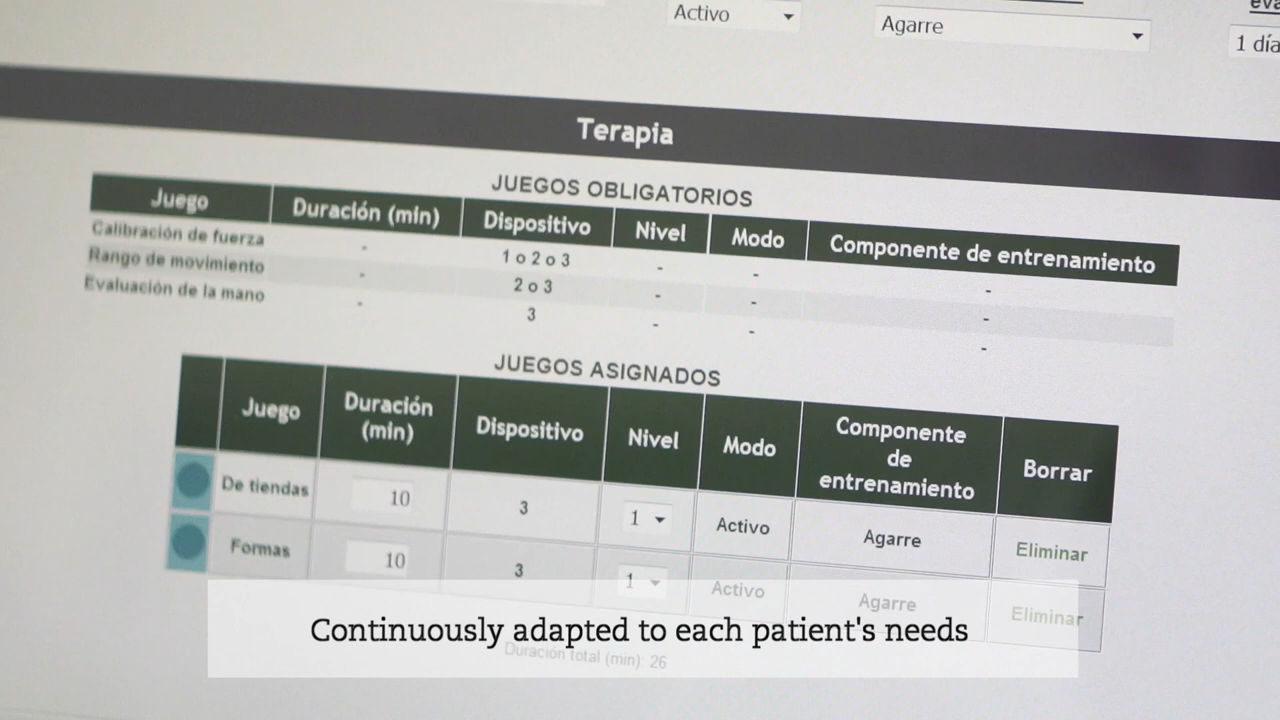 Activo
Agarre
1 día
Terapia
JUEGOS OBLIGATORIOS
Juego Duración (min) Dispositivo Nivel Modo Componente de entrenamiento
Calibración de fuerza - 1 o 2 o 3 - - -
Rango de movimiento - 2 o 3 - - -
Evaluación de la mano - 3 - - -
JUEGOS ASIGNADOS
Juego Duración (min) Dispositivo Nivel Modo Componente de entrenamiento Borrar
De tiendas 10 3 1 Activo Agarre Eliminar
Formas 10 3 1 Activo Agarre Eliminar
Continuously adapted to each patient's needs
Duración total (min): 26